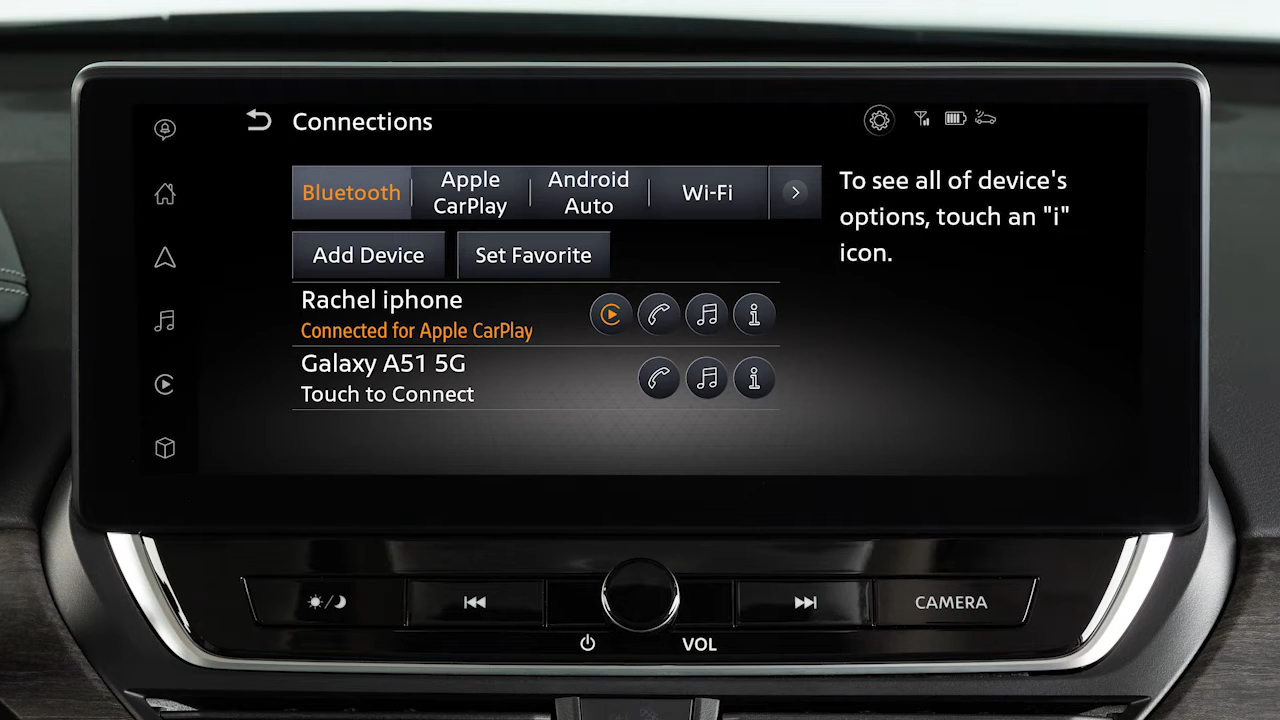 Connections
Bluetooth
Apple
CarPlay
Android
Auto
Wi-Fi
To see all of device's
options, touch an "i"
icon.
Add Device
Set Favorite
Rachel iphone
Connected for Apple CarPlay
Galaxy A51 5G
Touch to Connect
CAMERA
VOL